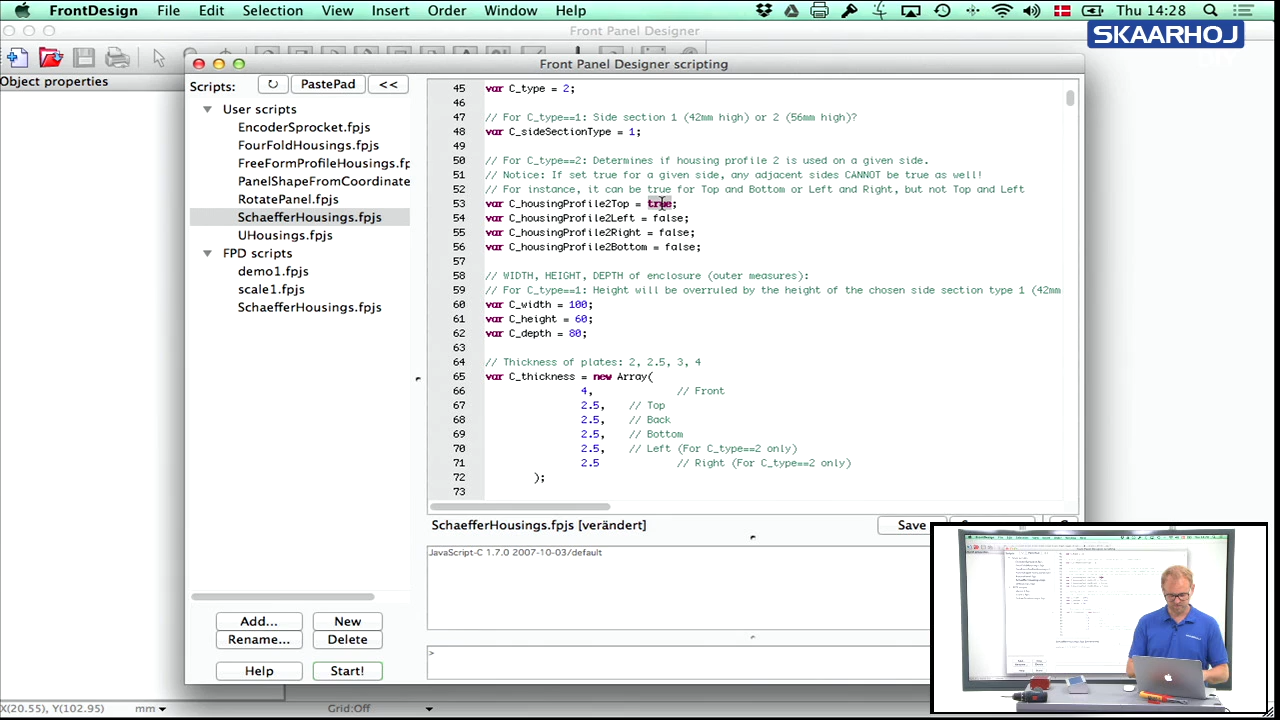 FrontDesign File Edit Selection View Insert Order Window Help Thu 14:28
SKAARHOJ
Front Panel Designer
Object properties
Front Panel Designer scripting
Scripts:
PastePad
<<
User scripts
EncoderSprocket.fpjs
FourFoldHousings.fpjs
FreeFormProfileHousings.fp
PanelShapeFromCoordinate
RotatePanel.fpjs
SchaefferHousings.fpjs
UHousings.fpjs
FPD scripts
demo1.fpjs
scale1.fpjs
SchaefferHousings.fpjs
45 var C_type = 2;
46
47 // For C_type==1: Side section 1 (42mm high) or 2 (56mm high)?
48 var C_sideSectionType = 1;
49
50 // For C_type==2: Determines if housing profile 2 is used on a given side.
51 // Notice: If set true for a given side, any adjacent sides CANNOT be true as well!
52 // For instance, it can be true for Top and Bottom or Left and Right, but not Top and Left
53 var C_housingProfile2Top = true;
54 var C_housingProfile2Left = false;
55 var C_housingProfile2Right = false;
56 var C_housingProfile2Bottom = false;
57
58 // WIDTH, HEIGHT, DEPTH of enclosure (outer measures):
59 // For C_type==1: Height will be overruled by the height of the chosen side section type 1 (42mm
60 var C_width = 100;
61 var C_height = 60;
62 var C_depth = 80;
63
64 // Thickness of plates: 2, 2.5, 3, 4
65 var C_thickness = new Array(
66 4, // Front
67 2.5, // Top
68 2.5, // Back
69 2.5, // Bottom
70 2.5, // Left (For C_type==2 only)
71 2.5 // Right (For C_type==2 only)
72 );
73
SchaefferHousings.fpjs [verändert]
Save
JavaScript-C 1.7.0 2007-10-03/default
>
Add...
New
Rename...
Delete
Help
Start!
X(20.55), Y(102.95) mm Grid:Off